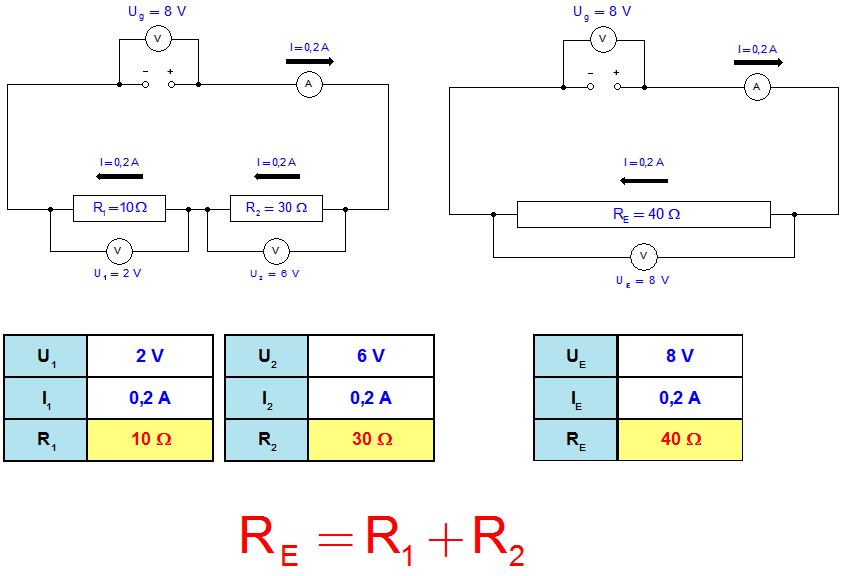 U_g = 8 V
V
I=0,2 A
- +
A
I=0,2 A
I=0,2 A
R_1=10 Ω
R_2 = 30 Ω
V
V
U_1 = 2 V
U_2 = 6 V
U_g = 8 V
V
I=0,2 A
- +
A
I=0,2 A
R_E = 40 Ω
V
U_E = 8 V
U_1 2 V
I_1 0,2 A
R_1 10 Ω
U_2 6 V
I_2 0,2 A
R_2 30 Ω
U_E 8 V
I_E 0,2 A
R_E 40 Ω
R_E = R_1 + R_2